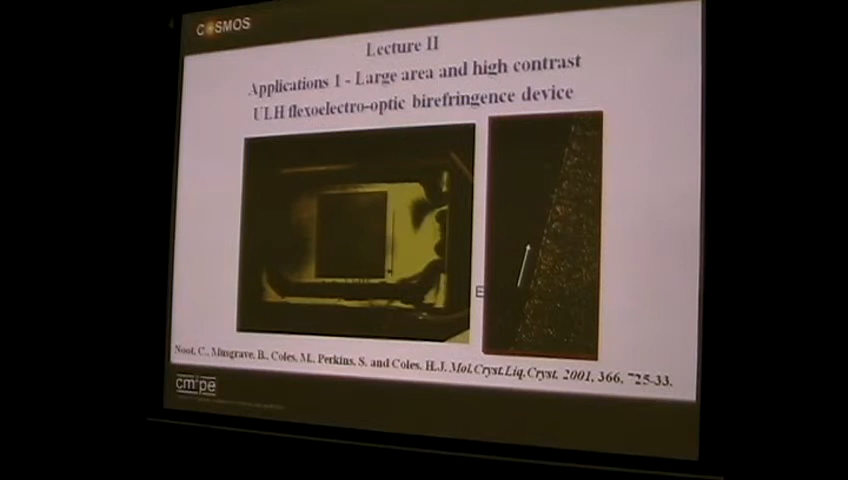 COSMOS
Lecture II
Applications 1 - Large area and high contrast
ULH flexoelectro-optic birefringence device
E
Noot, C., Musgrave, B., Coles, M., Perkins, S. and Coles, H.J. Mol.Cryst.Liq.Cryst. 2001, 366, 725-33.
cmmpe